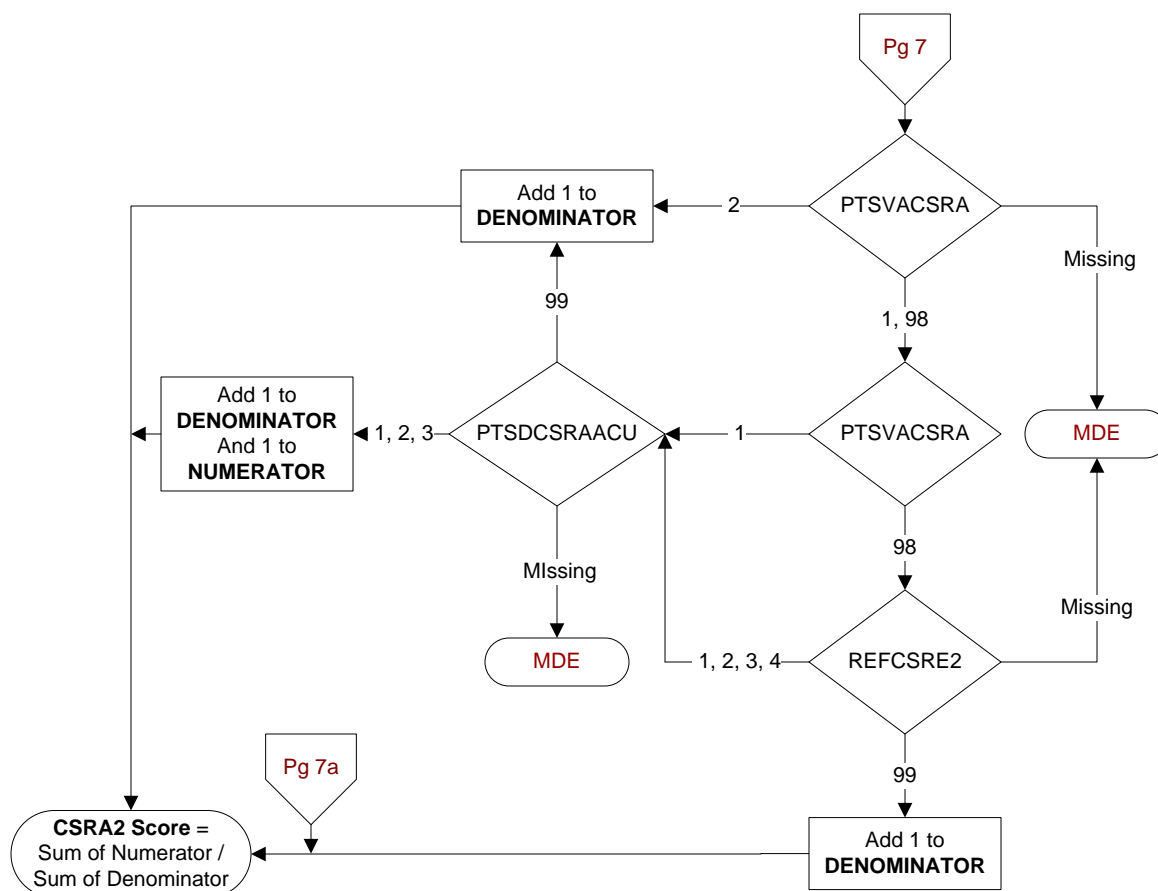 Pg 7
PTSVACSRA
2
Add 1 to
DENOMINATOR
Missing
99
1, 98
Add 1 to
DENOMINATOR
And 1 to
NUMERATOR
1, 2, 3
PTSDCSRAACU
1
PTSVACSRA
MDE
98
MIssing
Missing
MDE
1, 2, 3, 4
REFCSRE2
99
Pg 7a
CSRA2 Score =
Sum of Numerator /
Sum of Denominator
Add 1 to
DENOMINATOR